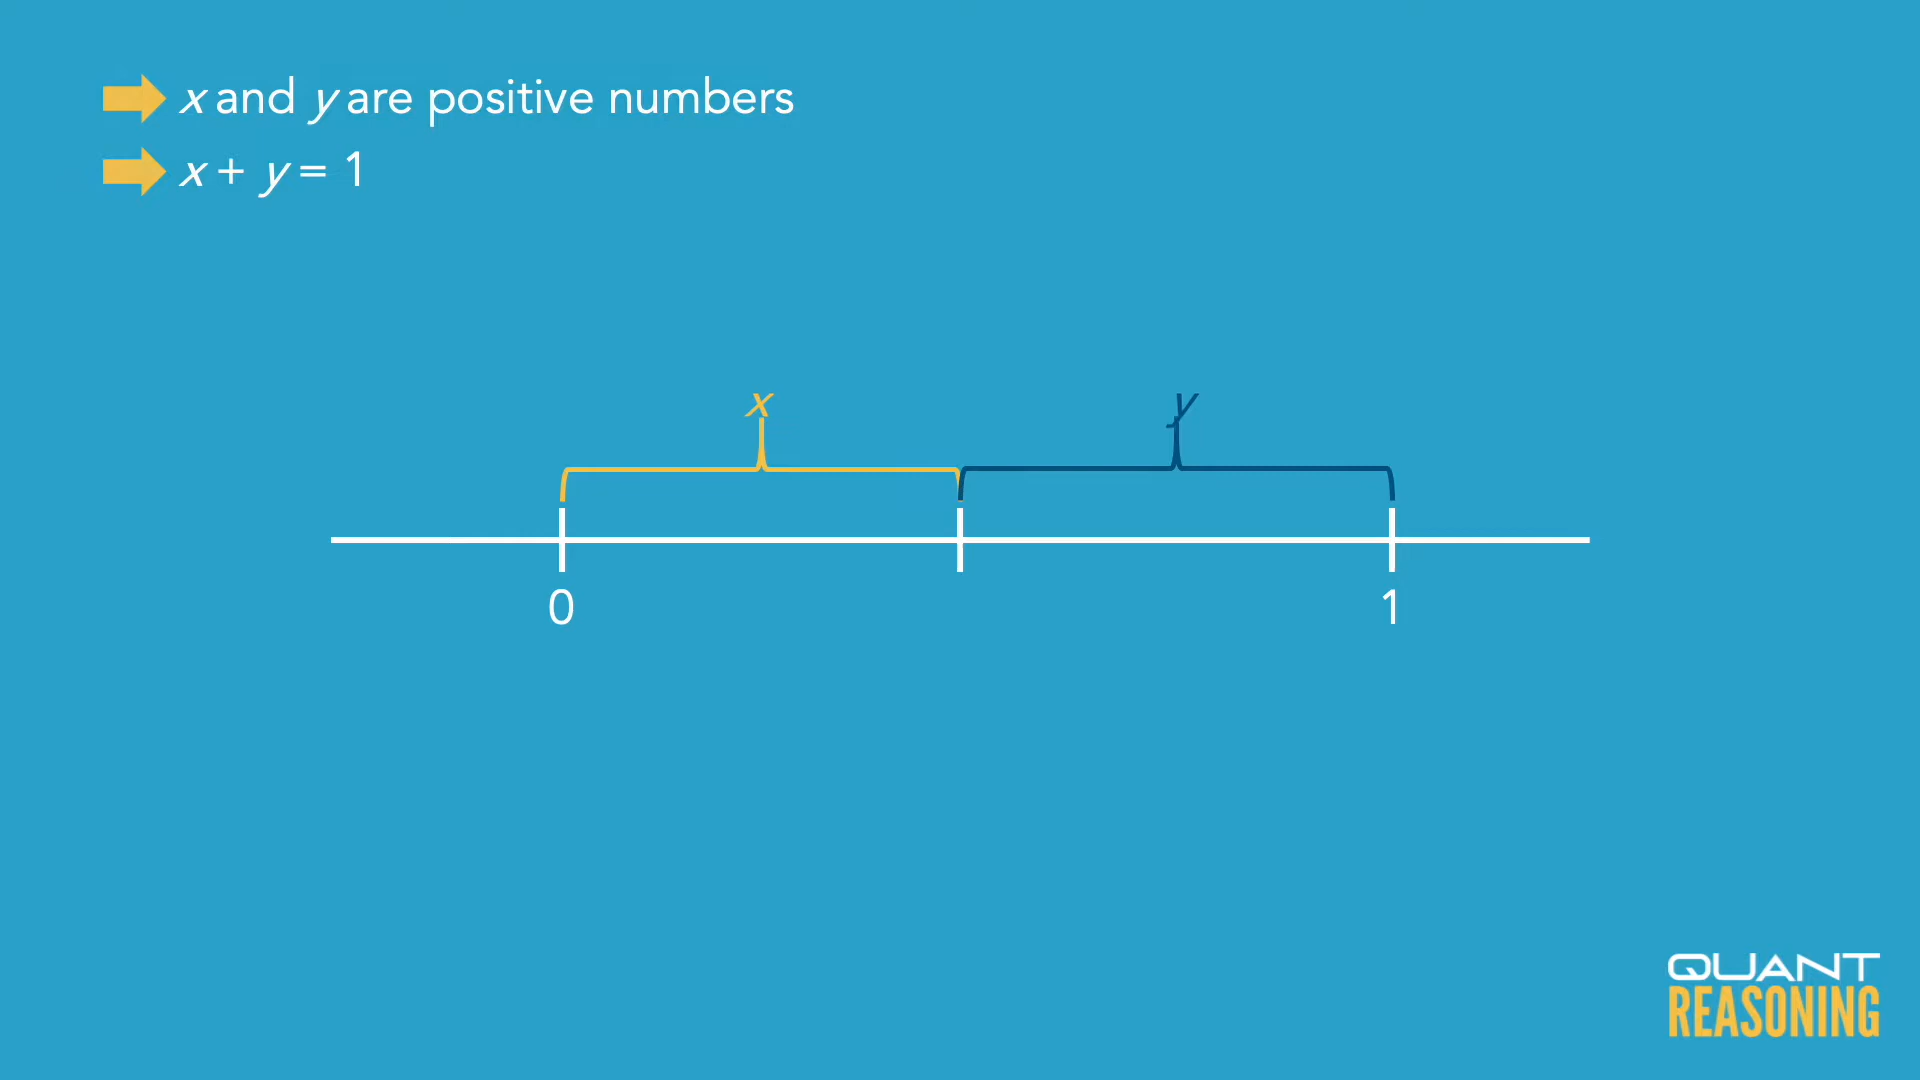 x and y are positive numbers
x + y = 1
x
y
0
1
QUANT
REASONING